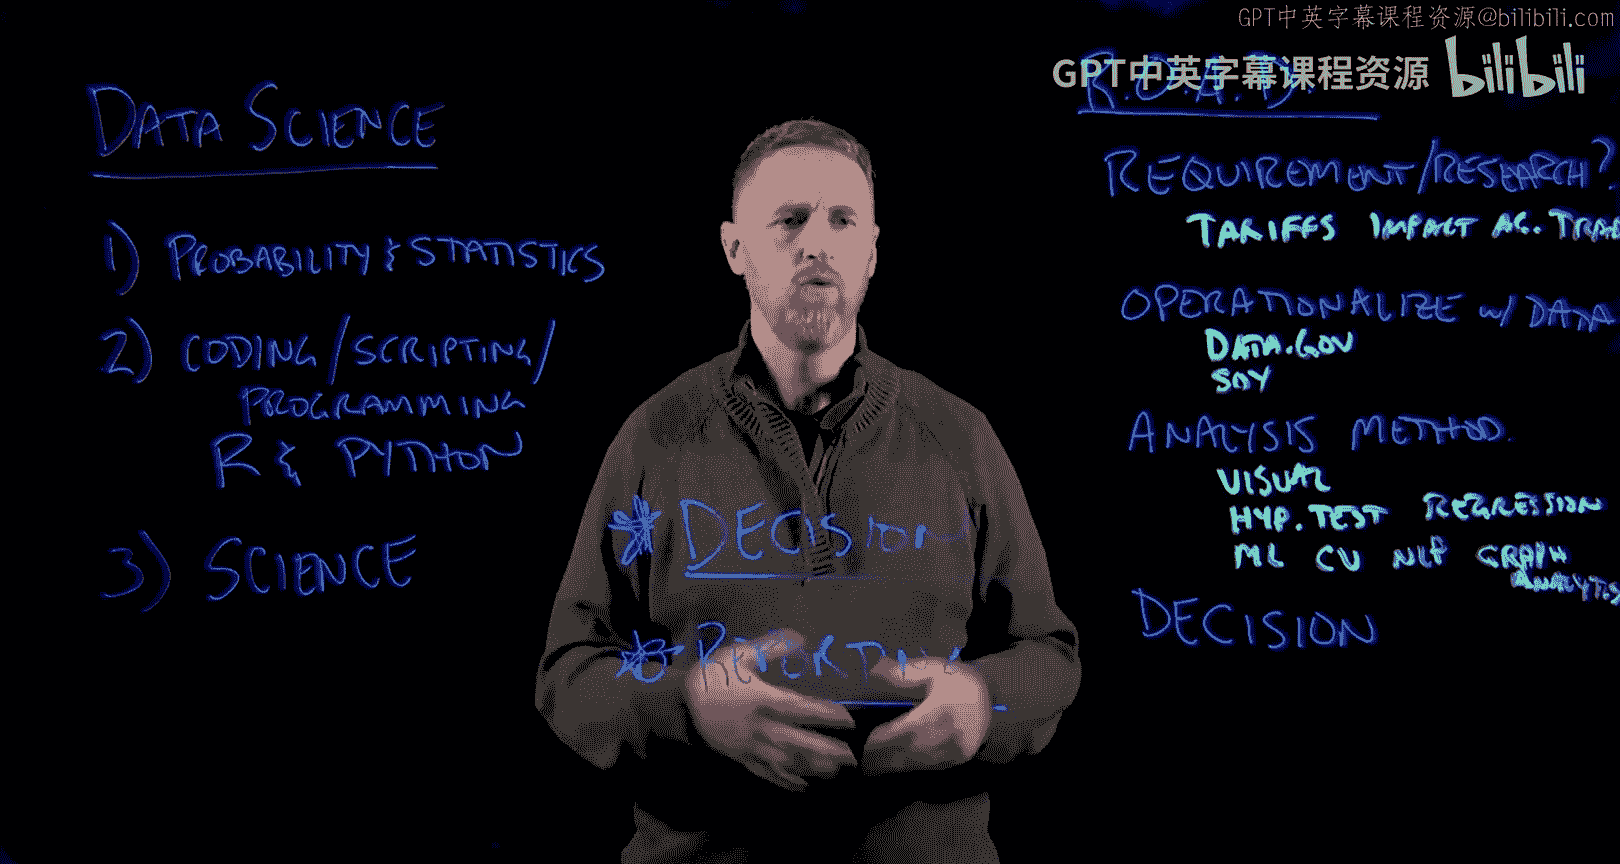 GPT中英字幕课程资源@bilibili.com
GPT中英字幕课程资源 bilibili
DATA SCIENCE
1) PROBABILITY & STATISTICS
2) CODING/SCRIPTING/
PROGRAMMING
R & PYTHON
3) SCIENCE
* DECISION
* REPORTING
R.O.A.D.
REQUIREMENT/RESEARCH?
TARIFFS IMPACT AG.
OPERATIONALIZE w/ DATA
DATA.GOV
SOY
ANALYSIS METHOD.
VISUAL
HYP. TEST REGRESSION
ML CV NLP GRAPH
ANALYTICS
DECISION